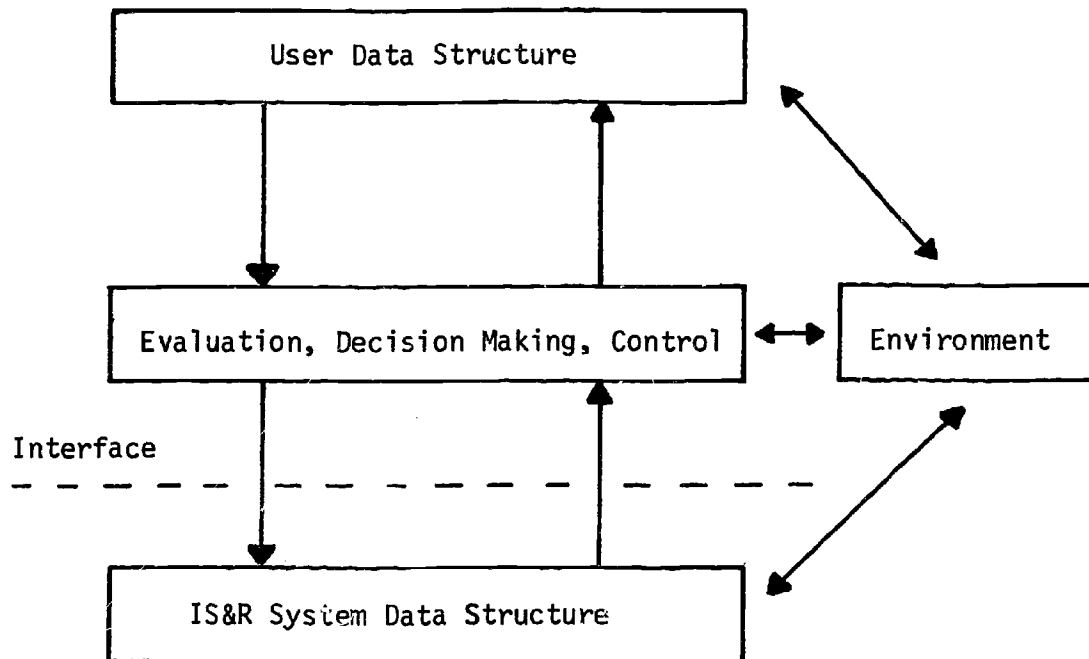 User Data Structure
Evaluation, Decision Making, Control
Environment
Interface
IS&R System Data Structure